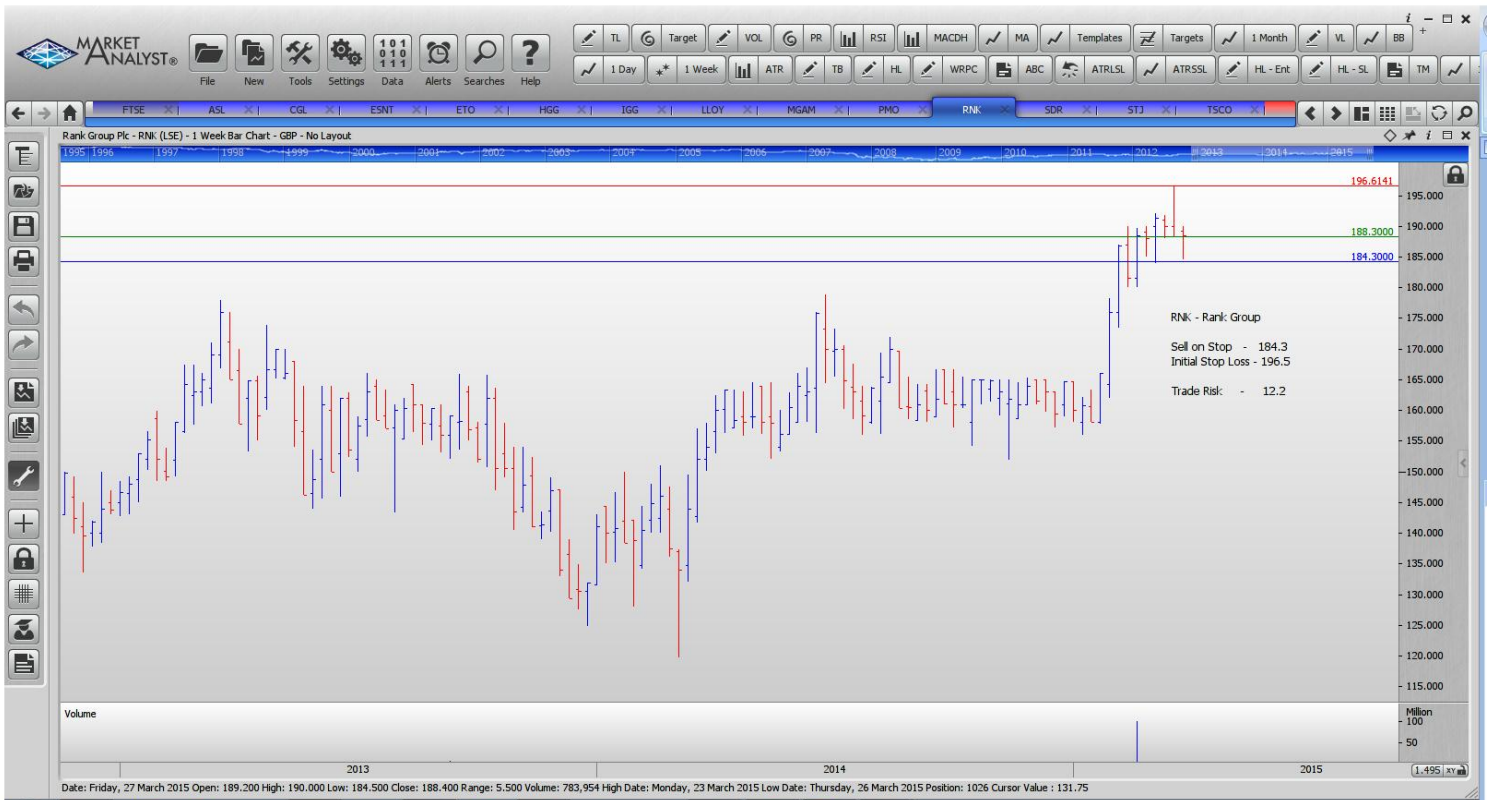 MARKET ANALYST®
File New Tools Settings Data Alerts Searches Help
TL Target VOL PR RSI MACDH MA Templates Targets 1 Month VL BB
1 Day 1 Week ATR TB HL WRPC ABC ATRLSL ATRSSL HL - Ent HL - SL TM
FTSE ASL CGL ESNT ETO HGG IGG LLOY MGAM PMO RNK SDR STJ TSCO
Rank Group Plc - RNK (LSE) - 1 Week Bar Chart - GBP - No Layout
1995 1996 1997 1998 1999 2000 2001 2002 2003 2004 2005 2006 2007 2008 2009 2010 2011 2012 2013 2014 2015
196.6141
195.000
190.000
188.3000
185.000
184.3000
180.000
RNK - Rank Group
175.000
Sell on Stop - 184.3
Initial Stop Loss - 196.5
170.000
Trade Risk - 12.2
165.000
160.000
155.000
150.000
145.000
140.000
135.000
130.000
125.000
120.000
115.000
Volume
Million
100
50
2013 2014 2015
1.495 XY
Date: Friday, 27 March 2015 Open: 189.200 High: 190.000 Low: 184.500 Close: 188.400 Range: 5.500 Volume: 783,954 High Date: Monday, 23 March 2015 Low Date: Thursday, 26 March 2015 Position: 1026 Cursor Value : 131.75